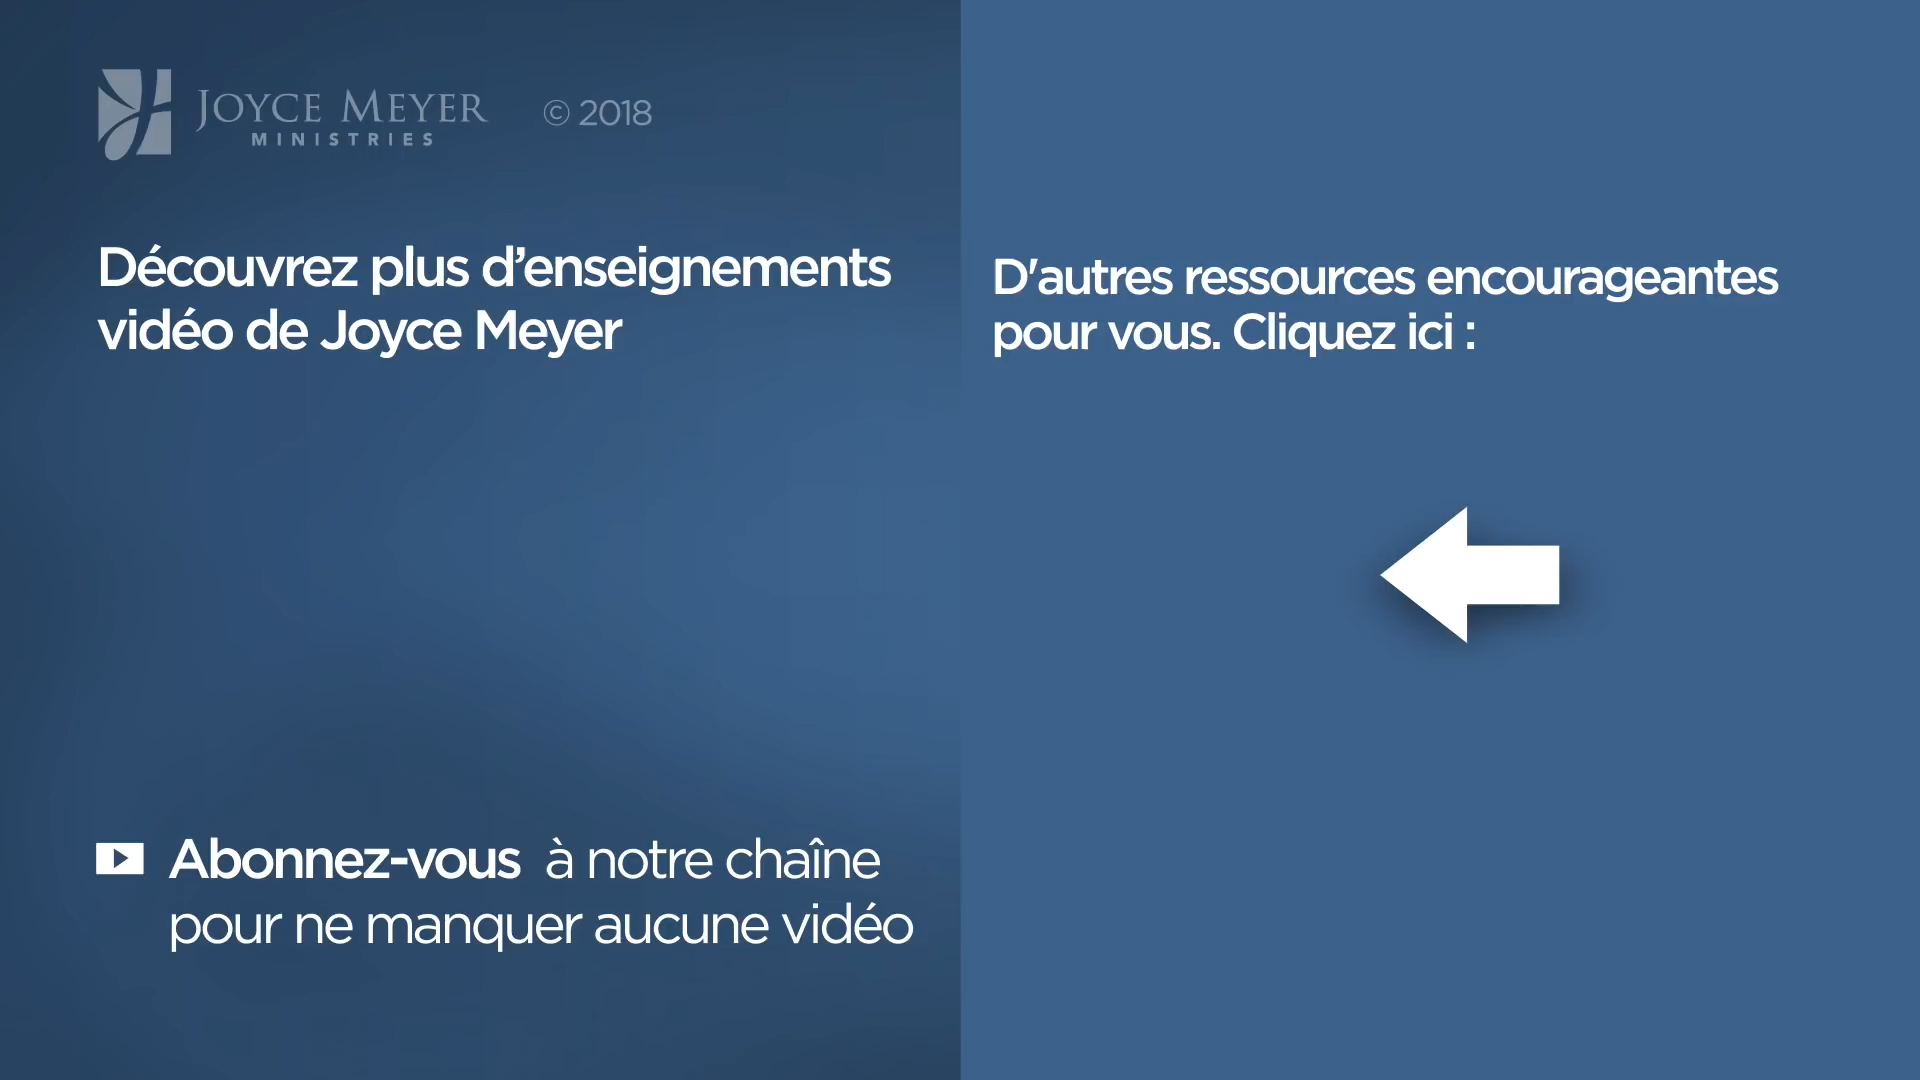 JOYCE MEYER
MINISTRIES
© 2018
Découvrez plus d’enseignements
vidéo de Joyce Meyer
D'autres ressources encourageantes
pour vous. Cliquez ici :
Abonnez-vous à notre chaîne
pour ne manquer aucune vidéo